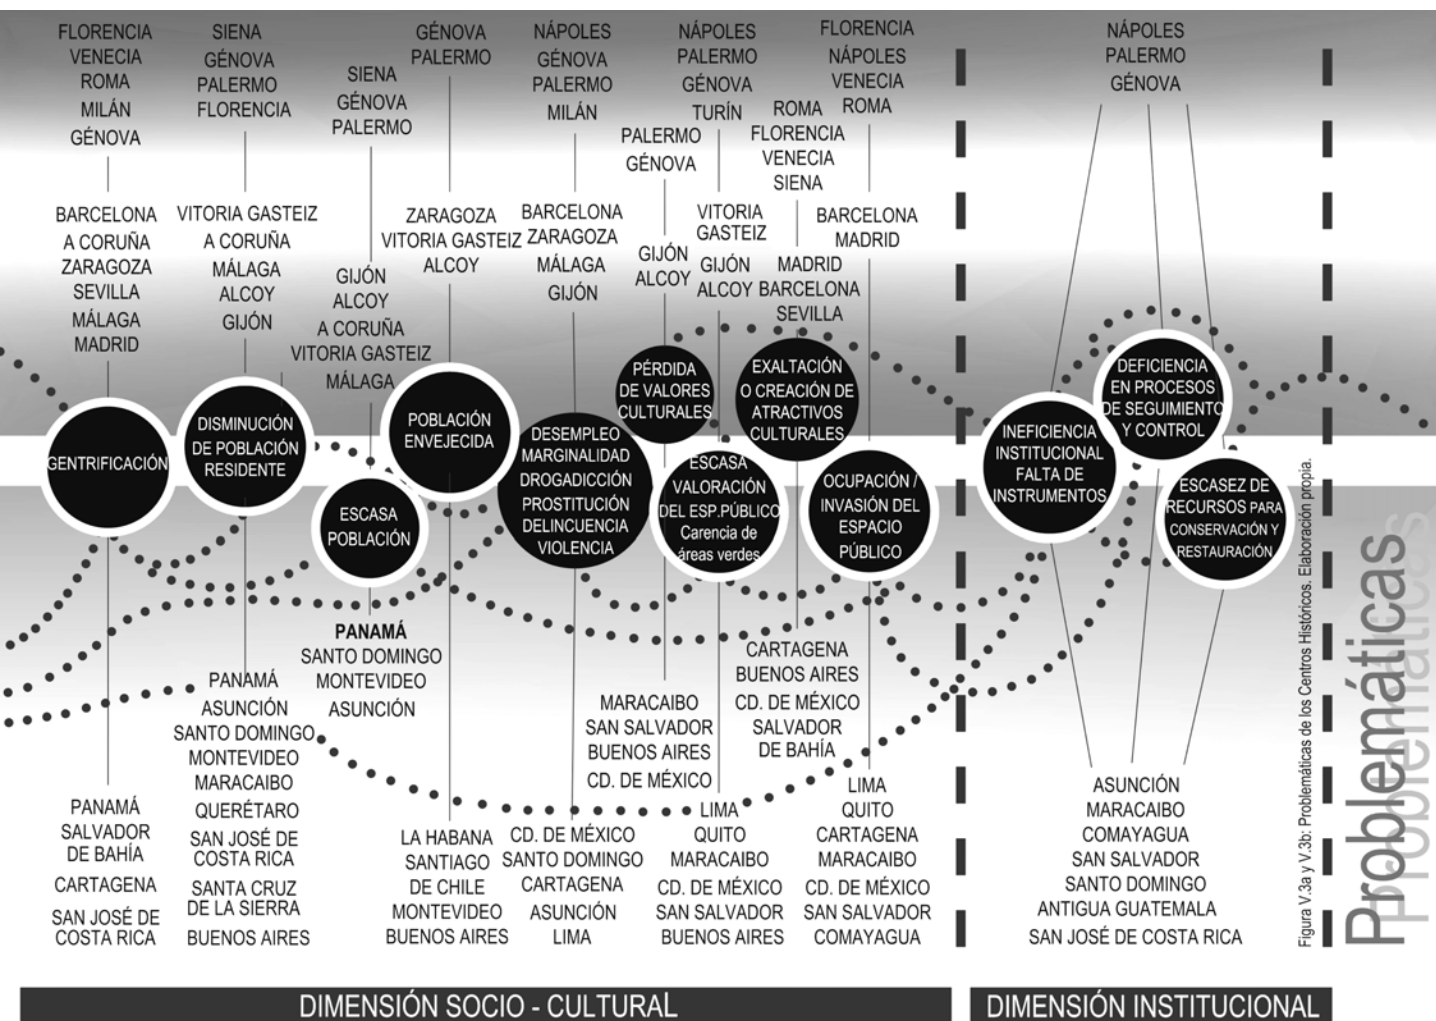 FLORENCIA
VENECIA
ROMA
MILÁN
GÉNOVA
BARCELONA
A CORUÑA
ZARAGOZA
SEVILLA
MÁLAGA
MADRID
GENTRIFICACIÓN
PANAMÁ
SALVADOR
DE BAHÍA
CARTAGENA
SAN JOSÉ DE
COSTA RICA
SIENA
GÉNOVA
PALERMO
FLORENCIA
VITORIA GASTEIZ
A CORUÑA
MÁLAGA
ALCOY
GIJÓN
DISMINUCIÓN
DE POBLACIÓN
RESIDENTE
PANAMÁ
ASUNCIÓN
SANTO DOMINGO
MONTEVIDEO
MARACAIBO
QUERÉTARO
SAN JOSÉ DE
COSTA RICA
SANTA CRUZ
DE LA SIERRA
BUENOS AIRES
SIENA
GÉNOVA
PALERMO
GIJÓN
ALCOY
A CORUÑA
VITORIA GASTEIZ
MÁLAGA
ESCASA
POBLACIÓN
PANAMÁ
SANTO DOMINGO
MONTEVIDEO
ASUNCIÓN
GÉNOVA
PALERMO
ZARAGOZA
VITORIA GASTEIZ
ALCOY
POBLACIÓN
ENVEJECIDA
LA HABANA
SANTIAGO
DE CHILE
MONTEVIDEO
BUENOS AIRES
NÁPOLES
GÉNOVA
PALERMO
MILÁN
BARCELONA
ZARAGOZA
MÁLAGA
GIJÓN
DESEMPLEO
MARGINALIDAD
DROGADICCIÓN
PROSTITUCIÓN
DELINCUENCIA
VIOLENCIA
CD. DE MÉXICO
SANTO DOMINGO
CARTAGENA
ASUNCIÓN
LIMA
PALERMO
GÉNOVA
GIJÓN
ALCOY
PÉRDIDA
DE VALORES
CULTURALES
MARACAIBO
SAN SALVADOR
BUENOS AIRES
CD. DE MÉXICO
NÁPOLES
PALERMO
GÉNOVA
TURÍN
VITORIA
GASTEIZ
GIJÓN
ALCOY
ESCASA
VALORACIÓN
DEL ESP.PÚBLICO
Carencia de
áreas verdes
LIMA
QUITO
MARACAIBO
CD. DE MÉXICO
SAN SALVADOR
BUENOS AIRES
ROMA
FLORENCIA
VENECIA
SIENA
MADRID
BARCELONA
SEVILLA
EXALTACIÓN
O CREACIÓN DE
ATRACTIVOS
CULTURALES
CARTAGENA
BUENOS AIRES
CD. DE MÉXICO
SALVADOR
DE BAHÍA
FLORENCIA
NÁPOLES
VENECIA
ROMA
BARCELONA
MADRID
OCUPACIÓN /
INVASIÓN DEL
ESPACIO
PÚBLICO
LIMA
QUITO
CARTAGENA
MARACAIBO
CD. DE MÉXICO
SAN SALVADOR
COMAYAGUA
NÁPOLES
PALERMO
GÉNOVA
INEFICIENCIA
INSTITUCIONAL
FALTA DE
INSTRUMENTOS
DEFICIENCIA
EN PROCESOS
DE SEGUIMIENTO
Y CONTROL
ESCASEZ DE
RECURSOS PARA
CONSERVACIÓN Y
RESTAURACIÓN
ASUNCIÓN
MARACAIBO
COMAYAGUA
SAN SALVADOR
SANTO DOMINGO
ANTIGUA GUATEMALA
SAN JOSÉ DE COSTA RICA
Figura V.3a y V.3b: Problemáticas de los Centros Históricos. Elaboración propia.
Problemáticas
problemáticas
DIMENSIÓN SOCIO - CULTURAL
DIMENSIÓN INSTITUCIONAL